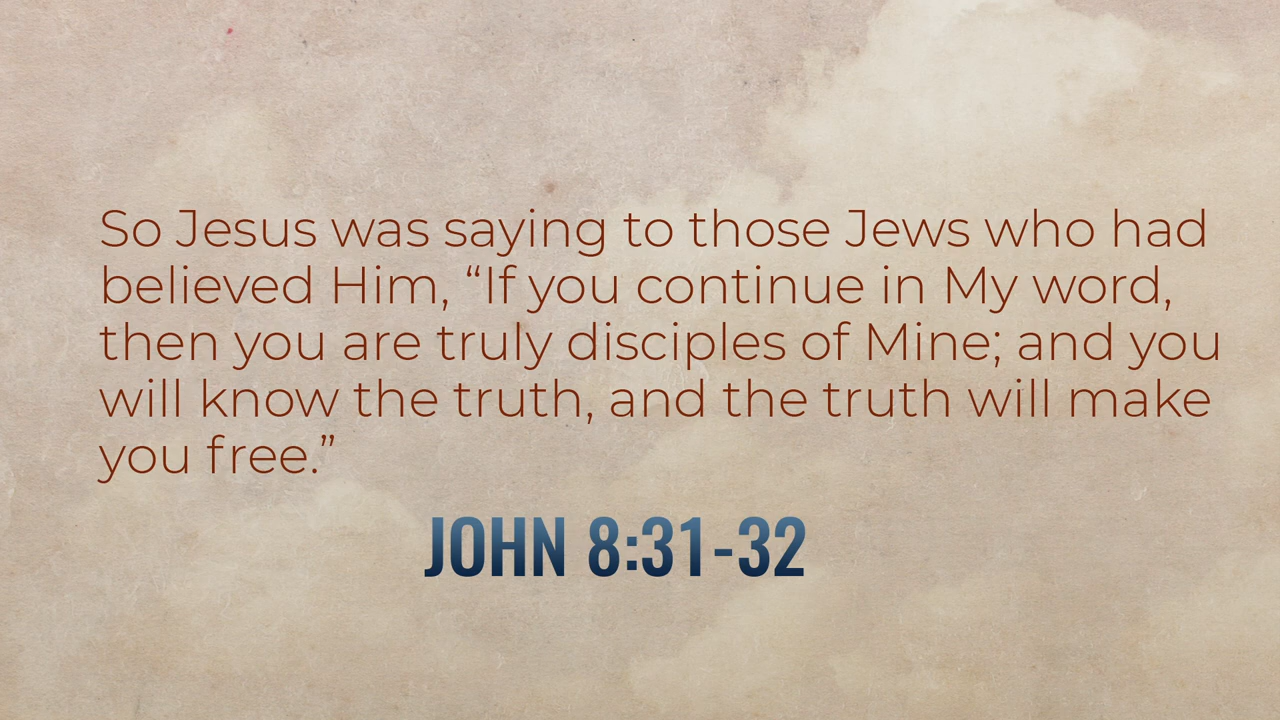 So Jesus was saying to those Jews who had
believed Him, “If you continue in My word,
then you are truly disciples of Mine; and you
will know the truth, and the truth will make
you free.”
JOHN 8:31-32